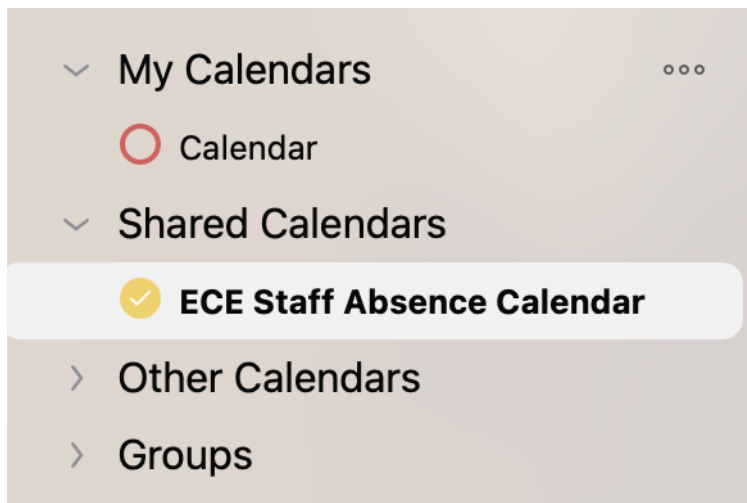 My Calendars
Calendar
Shared Calendars
ECE Staff Absence Calendar
Other Calendars
Groups